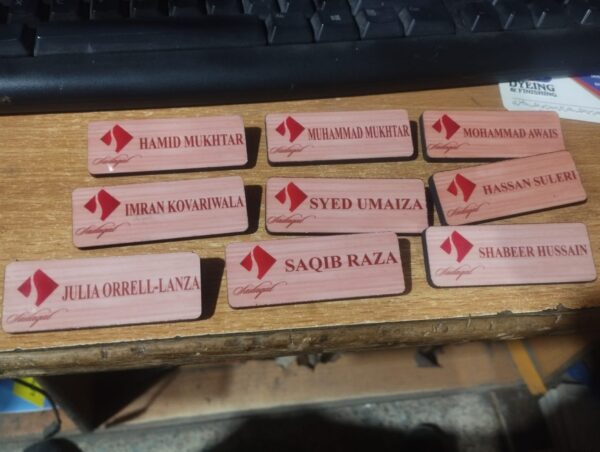 DYEING
& FINISHING
HAMID MUKHTAR
MUHAMMAD MUKHTAR
MOHAMMAD AWAIS
IMRAN KOVARIWALA
SYED UMAIZA
HASSAN SULERI
JULIA ORRELL-LANZA
SAQIB RAZA
SHABEER HUSSAIN